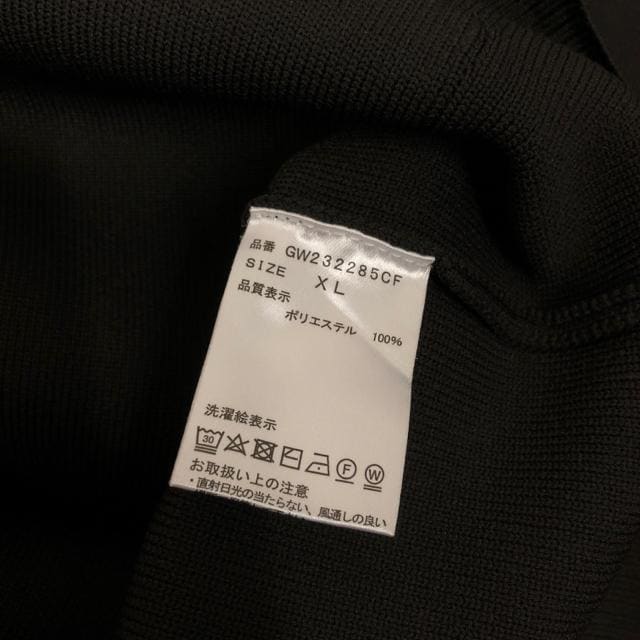 品番 GW232285CF
SIZE XL
品質表示
ポリエステル 100%
洗濯絵表示
30 F W
お取扱い上の注意
・直射日光の当たらない、風通しの良い